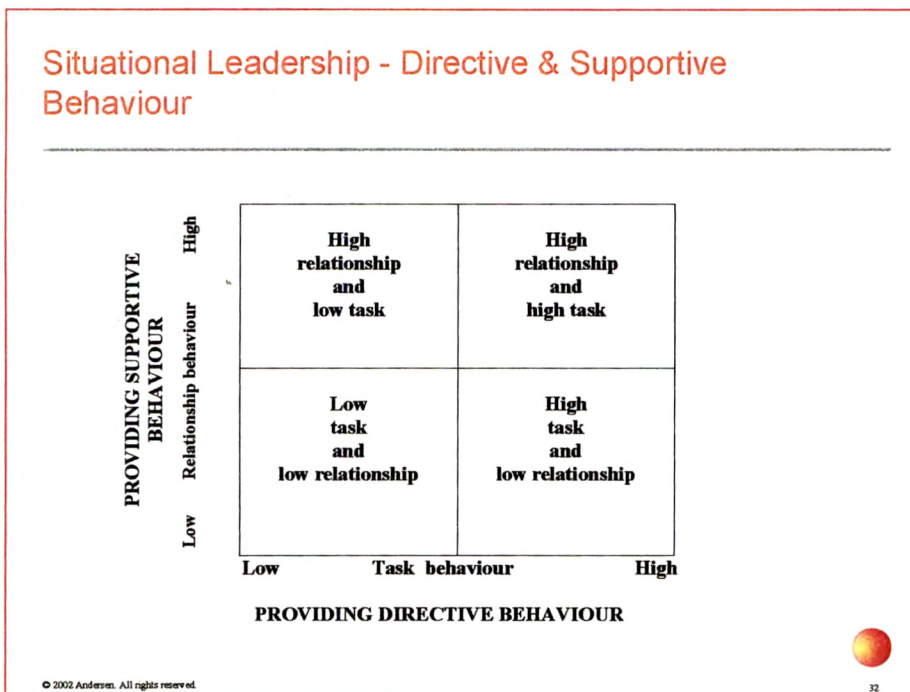 Situational Leadership - Directive & Supportive
Behaviour
PROVIDING SUPPORTIVE
BEHAVIOUR
Low Relationship behaviour High
High
relationship
and
low task
High
relationship
and
high task
Low
task
and
low relationship
High
task
and
low relationship
Low Task behaviour High
PROVIDING DIRECTIVE BEHAVIOUR
© 2002 Andersen. All rights reserved.
32